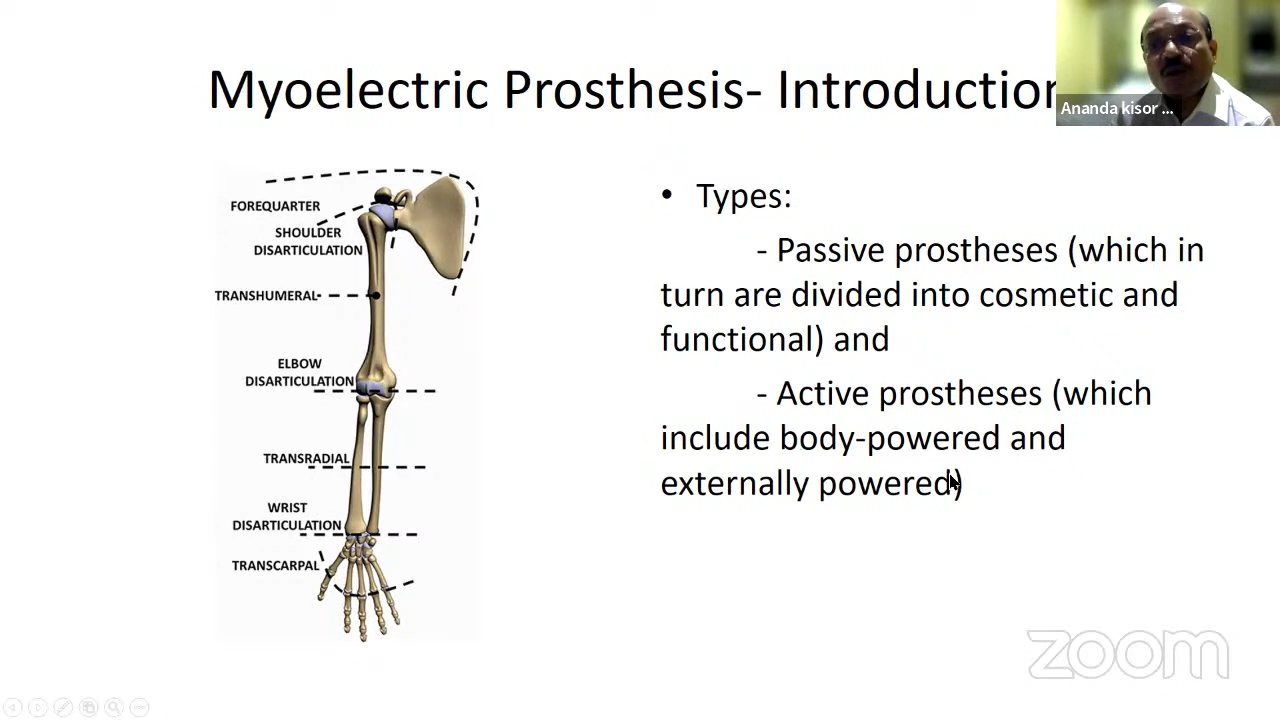 Myoelectric Prosthesis- Introduction
Ananda kisor ...
FOREQUARTER
SHOULDER
DISARTICULATION
TRANSHUMERAL
ELBOW
DISARTICULATION
TRANSRADIAL
WRIST
DISARTICULATION
TRANSCARPAL
• Types:
- Passive prostheses (which in
turn are divided into cosmetic and
functional) and
- Active prostheses (which
include body-powered and
externally powered)
zoom